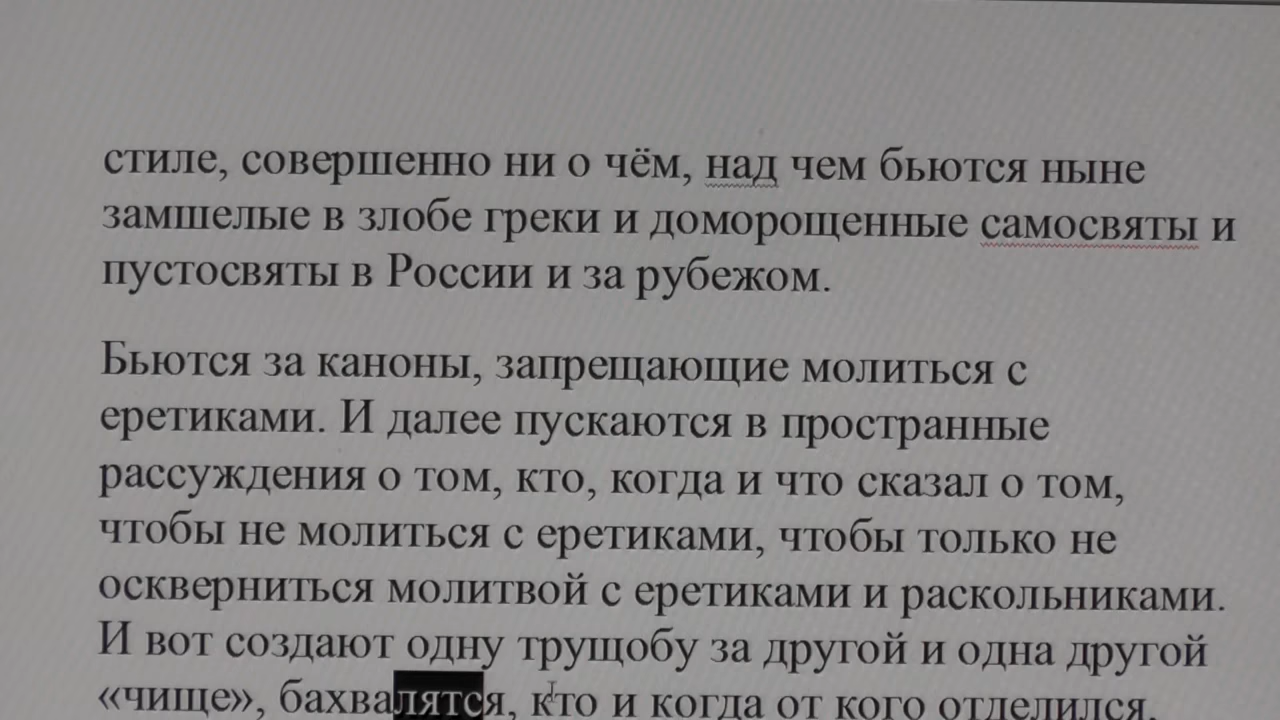 стиле, совершенно ни о чём, над чем бьются ныне
замшелые в злобе греки и доморощенные самосвяты и
пустосвяты в России и за рубежом.
Бьются за каноны, запрещающие молиться с
еретиками. И далее пускаются в пространные
рассуждения о том, кто, когда и что сказал о том,
чтобы не молиться с еретиками, чтобы только не
оскверниться молитвой с еретиками и раскольниками.
И вот создают одну трущобу за другой и одна другой
«чище», бахвалятся, кто и когда от кого отделился.